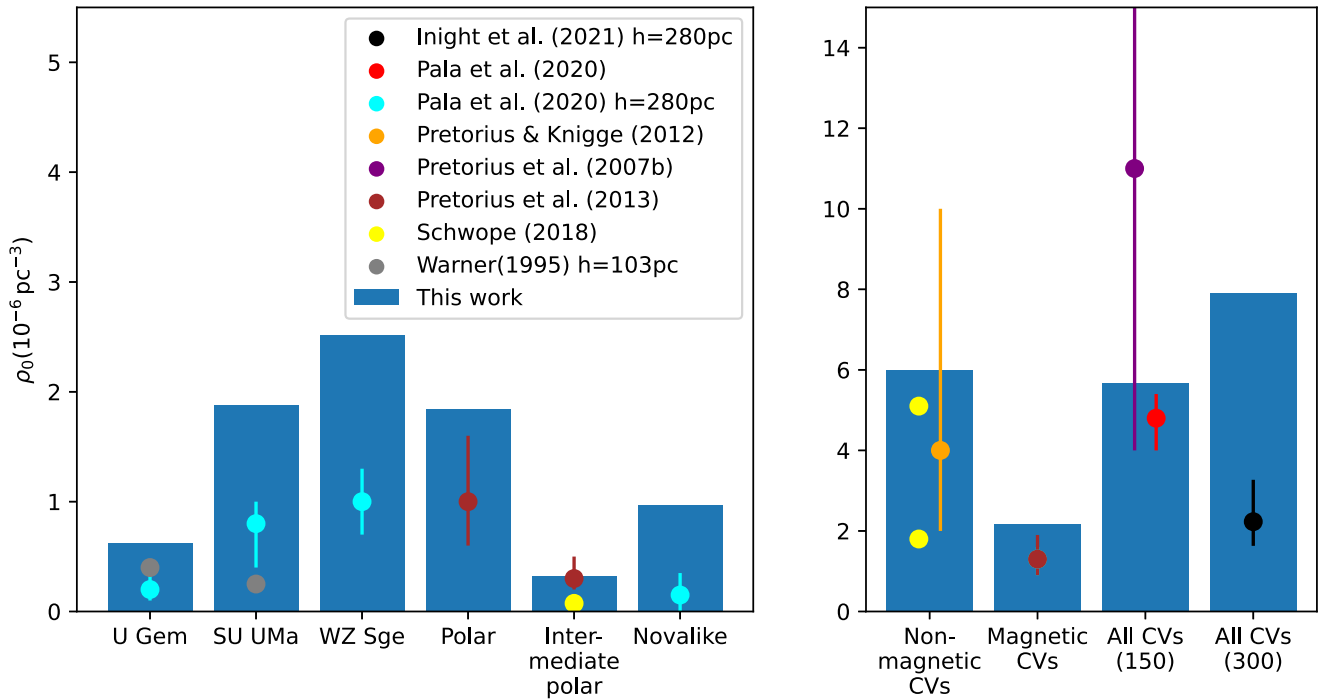 5
4
3
2
1
0
ρ₀(10⁻⁶ pc⁻³)
Inight et al. (2021) h=280pc
Pala et al. (2020)
Pala et al. (2020) h=280pc
Pretorius & Knigge (2012)
Pretorius et al. (2007b)
Pretorius et al. (2013)
Schwope (2018)
Warner(1995) h=103pc
This work
U Gem
SU UMa
WZ Sge
Polar
Inter-
mediate
polar
Novalike
14
12
10
8
6
4
2
0
Non-
magnetic
CVs
Magnetic
CVs
All CVs
(150)
All CVs
(300)